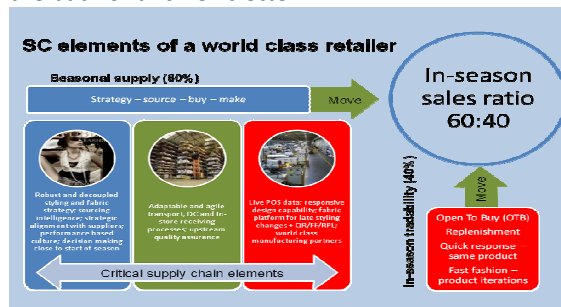 SC elements of a world class retailer
Seasonal supply (60%)
Strategy – source – buy – make
Move
In-season
sales ratio
60:40
Robust and decoupled
styling and fabric
strategy; sourcing
intelligence; strategic
alignment with suppliers;
performance based
culture; decision making
close to start of season
Adaptable and agile
transport, DC and in-
store receiving
processes; upstream
quality assurance
Live POS data: responsive
design capability; fabric
platform for late styling
changes + QR/FF/RPL;
world class
manufacturing partners
Critical supply chain elements
In-season tradability (40%)
Move
Open To Buy (OTB)
Replenishment
Quick response –
same product
Fast fashion –
product iterations